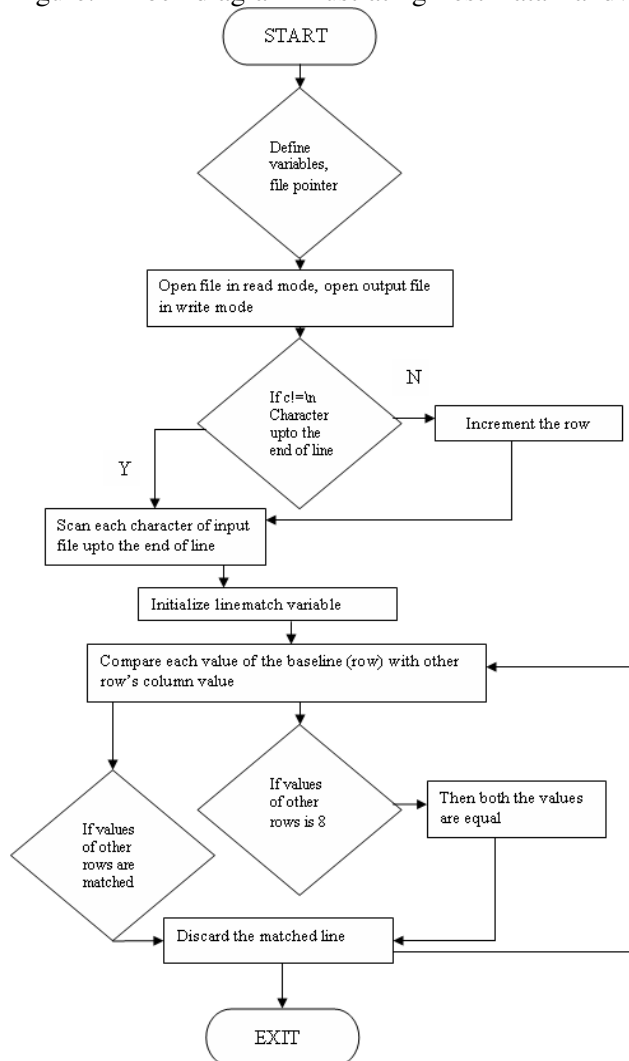 START
Define
variables,
file pointer
Open file in read mode, open output file
in write mode
If c!=\n
Character
upto the
end of line
N
Increment the row
Y
Scan each character of input
file upto the end of line
Initialize linematch variable
Compare each value of the baseline (row) with other
row's column value
If values
of other
rows is 8
Then both the values
are equal
If values
of other
rows are
matched
Discard the matched line
EXIT